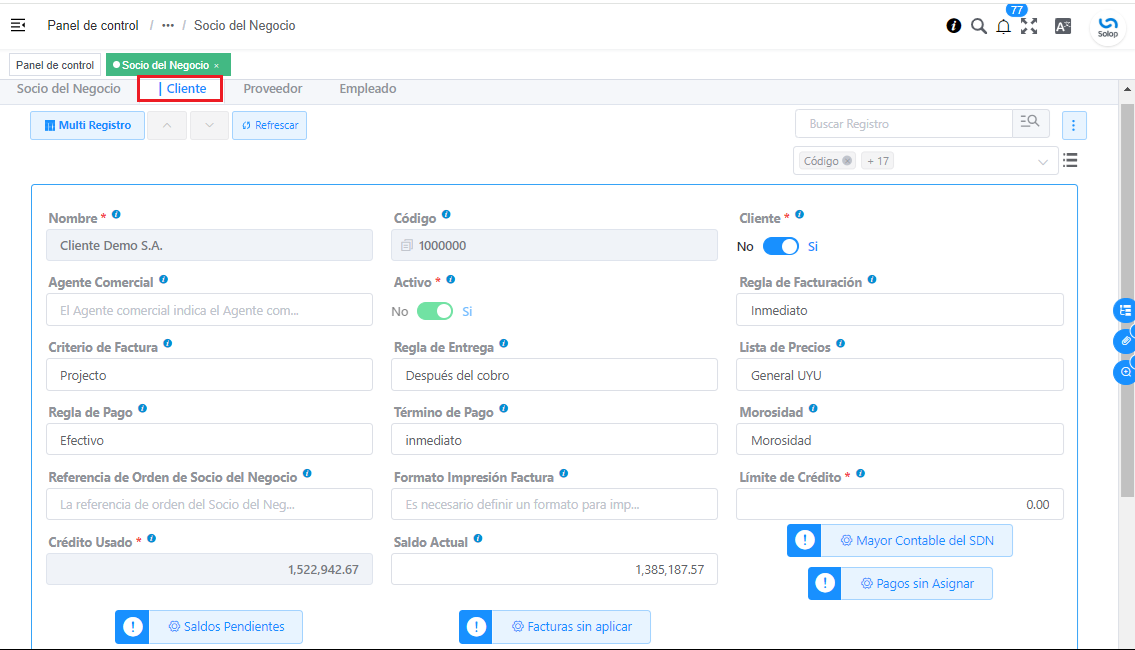 77
Panel de control / ••• / Socio del Negocio
Solop
Panel de control
Socio del Negocio ×
Socio del Negocio
Cliente
Proveedor
Empleado
Multi Registro
Refrescar
Buscar Registro
Código
+ 17
Nombre *
Código
Cliente *
Cliente Demo S.A.
1000000
No
Si
Agente Comercial
Activo *
Regla de Facturación
El Agente comercial indica el Agente com...
No
Si
Inmediato
Criterio de Factura
Regla de Entrega
Lista de Precios
Projecto
Después del cobro
General UYU
Regla de Pago
Término de Pago
Morosidad
Efectivo
inmediato
Morosidad
Referencia de Orden de Socio del Negocio
Formato Impresión Factura
Límite de Crédito *
La referencia de orden del Socio del Neg...
Es necesario definir un formato para imp...
0.00
Crédito Usado *
Saldo Actual
Mayor Contable del SDN
1,522,942.67
1,385,187.57
Pagos sin Asignar
Saldos Pendientes
Facturas sin aplicar